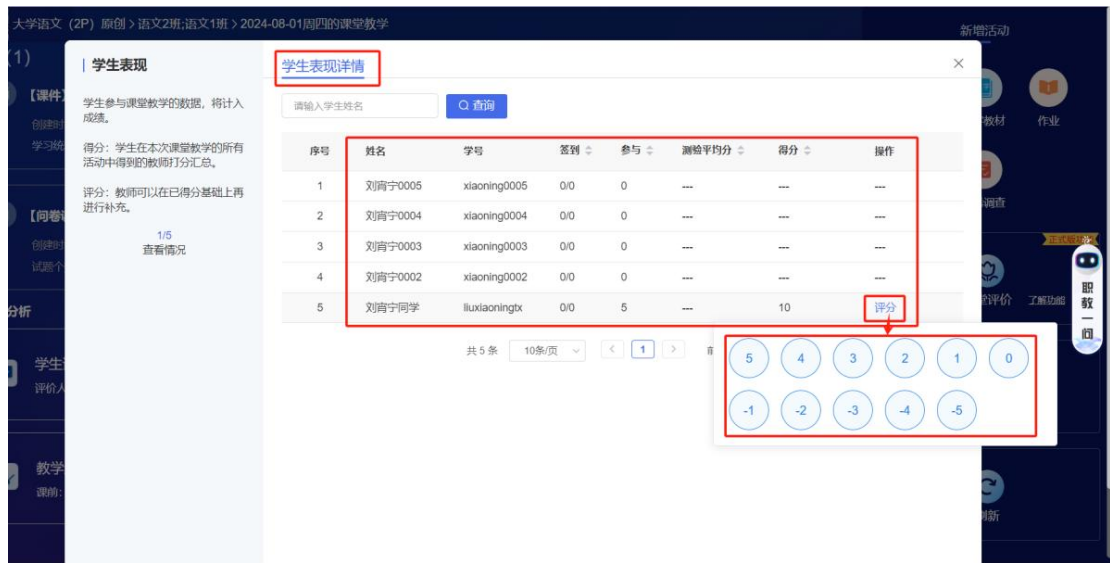 大学语文（2P）原创 > 语文2班;语文1班 > 2024-08-01周四的课堂教学
新增活动
(1)
学生表现
学生表现详情
【课件】
学生参与课堂教学的数据，将计入
成绩。
请输入学生姓名
查询
教材
作业
创建时
学习统
得分：学生在本次课堂教学的所有
活动中得到的教师打分汇总。
序号 姓名 学号 签到 参与 测验平均分 得分 操作
评分：教师可以在已得分基础上再
进行补充。
1 刘宵宁0005 xiaoning0005 0/0 0 --- --- ---
调查
【问卷
2 刘宵宁0004 xiaoning0004 0/0 0 --- --- ---
1/5
查看情况
创建时
试题个
3 刘宵宁0003 xiaoning0003 0/0 0 --- --- ---
正式版
4 刘宵宁0002 xiaoning0002 0/0 0 --- --- ---
分析
5 刘宵宁同学 liuxiaoningtx 0/0 5 --- 10 评分
评价
了解功能
职教一问
共 5 条 10条/页 1 前
学生
评价人
5 4 3 2 1 0
-1 -2 -3 -4 -5
教学
课前:
刷新